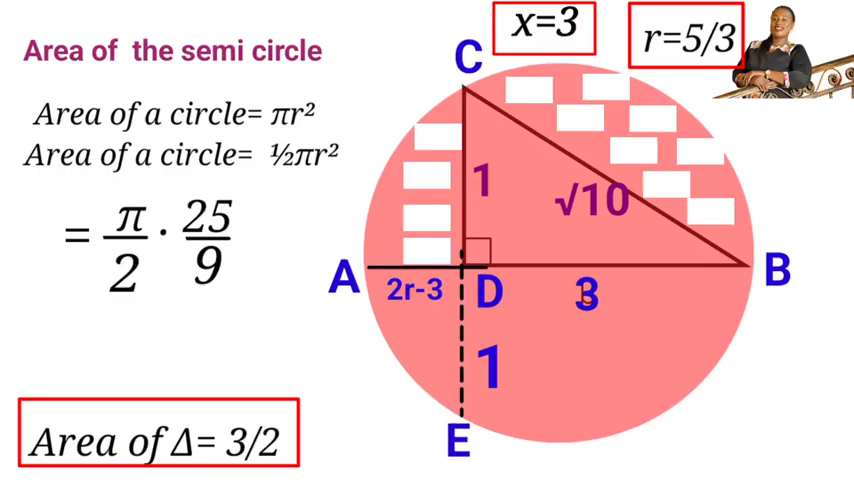 x=3
r=5/3
Area of the semi circle
C
Area of a circle= πr²
Area of a circle= ½πr²
= π/2 · 25/9
1
√10
A
2r-3
D
3
B
1
E
Area of Δ= 3/2